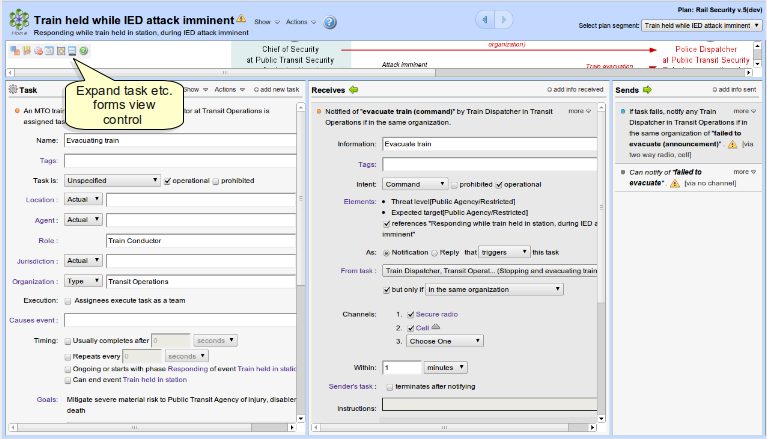 Train held while IED attack imminent
Show
Actions
Responding while train held in station, during IED attack imminent
Plan: Rail Security v.5(dev)
Select plan segment: Train held while IED attack imminent
organization)
Chief of Security
at Public Transit Security
Attack imminent
Police Dispatcher
at Public Transit Security
Train evacuation
Expand task etc.
forms view
control
Task
Show
Actions
add new task
An MTO trai
tor at Transit Operations is
assigned tas
Name: Evacuating train
Tags:
Task is: Unspecified operational prohibited
Location : Actual
Agent : Actual
Role : Train Conductor
Jurisdiction : Actual
Organization : Type Transit Operations
Execution: Assignees execute task as a team
Causes event :
Timing: Usually completes after 0 seconds
Repeats every 0 seconds
Ongoing or starts with phase Responding of event Train held in static
Can end event Train held in station
Goals: Mitigate severe material risk to Public Transit Agency of injury, disablem
death
Receives
add info received
Notified of "evacuate train (command)" by Train Dispatcher in Transit
Operations if in the same organization.
more
Information: Evacuate train
Tags:
Intent: Command prohibited operational
Elements: Threat level[Public Agency/Restricted]
Expected target[Public Agency/Restricted]
references "Responding while train held in station, during IED a
imminent"
As: Notification Reply that triggers this task
From task : Train Dispatcher, Transit Operat... (Stopping and evacuating train
but only if in the same organization
Channels: 1. Secure radio
2. Cell
3. Choose One
Within: 1 minutes
Sender's task : terminates after notifying
Instructions:
Sends
add info sent
If task fails, notify any Train
Dispatcher in Transit Operations if in
the same organization of "failed to
evacuate (announcement)" . [via
two way radio, cell]
more
Can notify of "failed to
evacuate" . [via no channel]
more